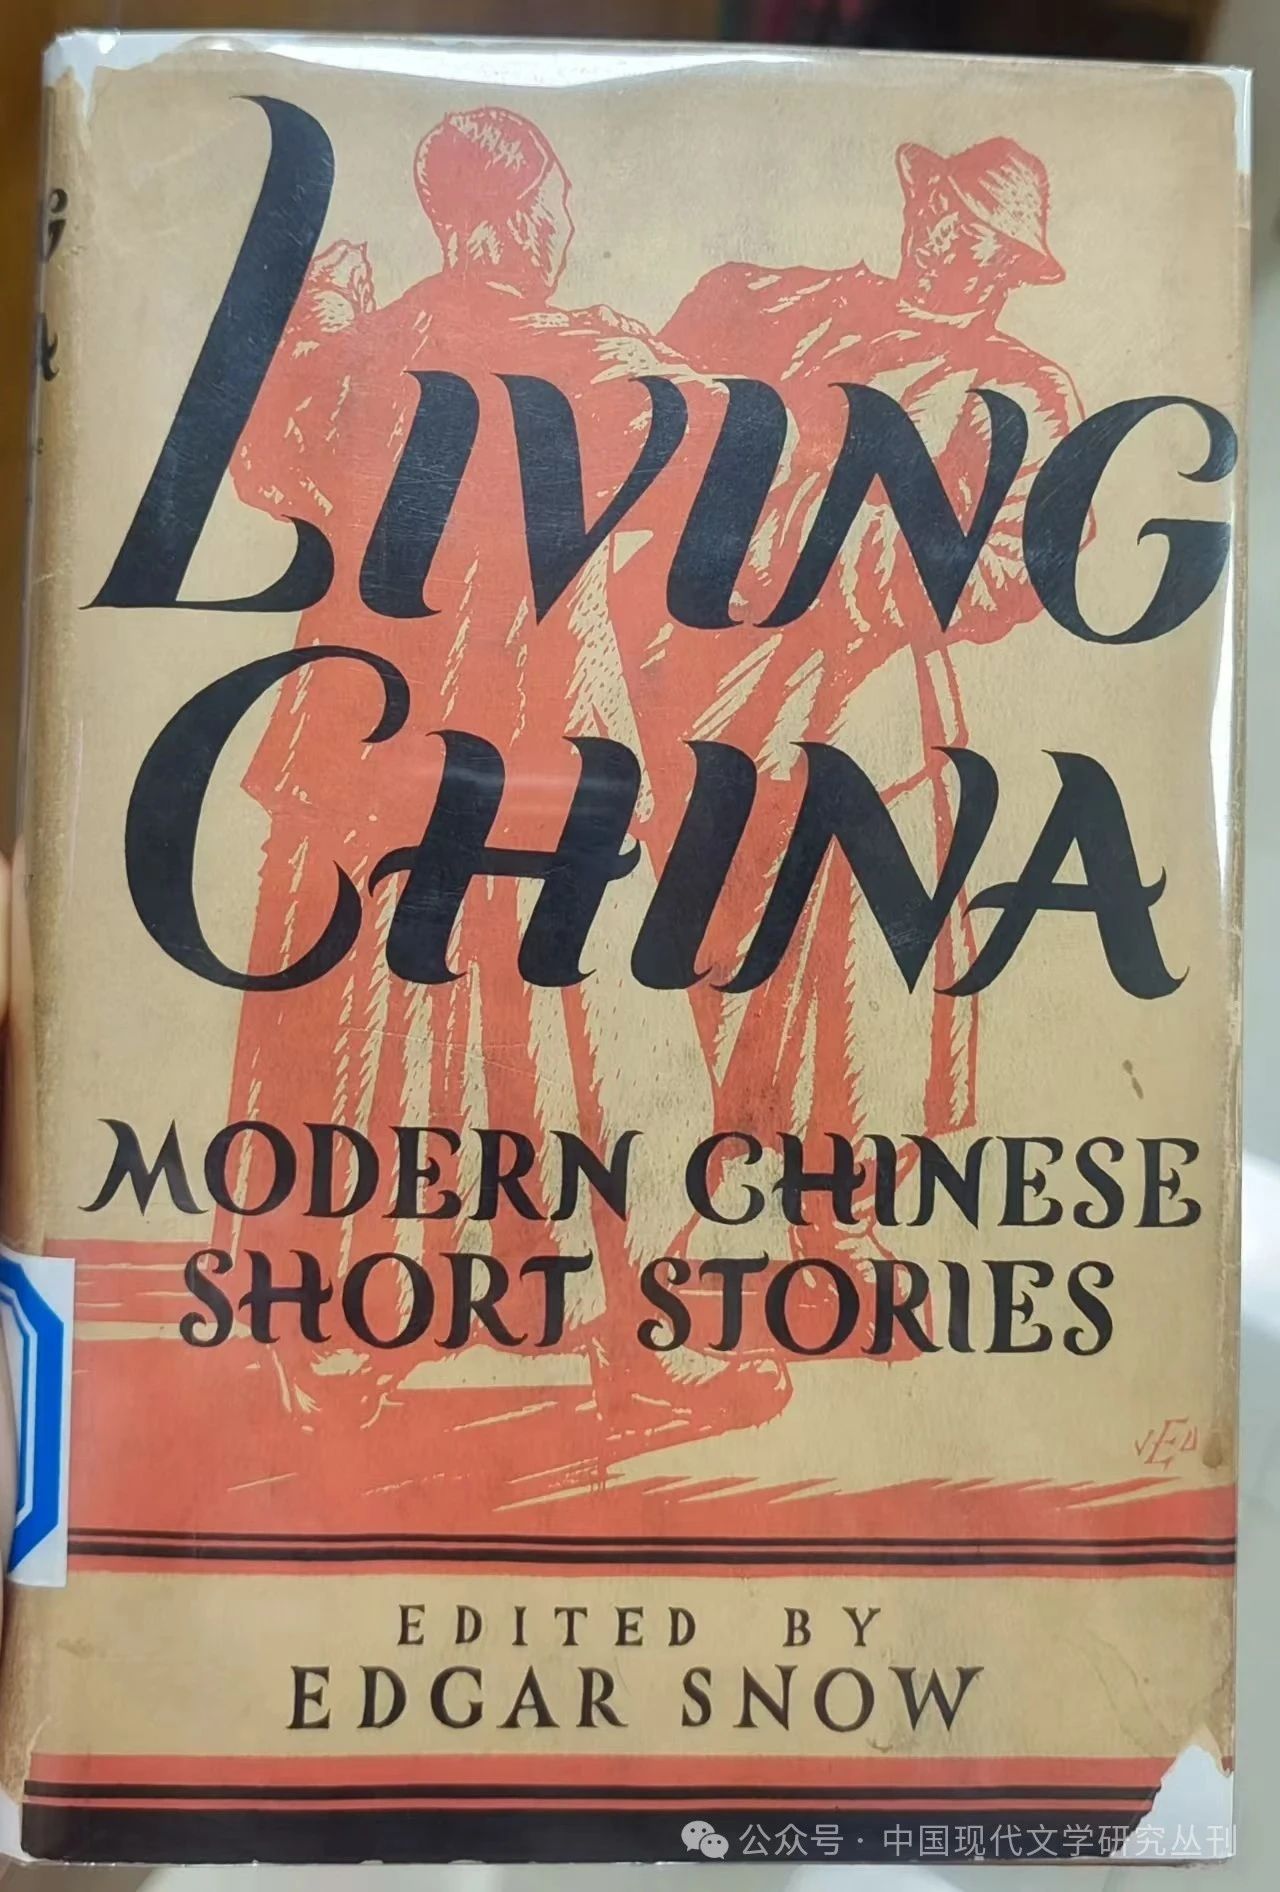 LIVING
CHINA
MODERN CHINESE
SHORT STORIES
EDITED BY
EDGAR SNOW
公众号 · 中国现代文学研究丛刊